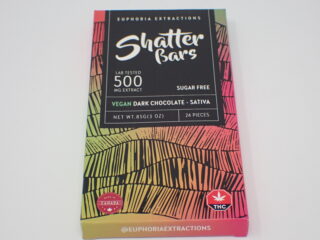 EUPHORIA EXTRACTIONS
Shatter
Bars
LAB TESTED
500
MG EXTRACT
SUGAR FREE
VEGAN DARK CHOCOLATE - SATIVA
NET WT.85G(3 OZ)
24 PIECES
CANADA
THC
@EUPHORIAEXTRACTIONS